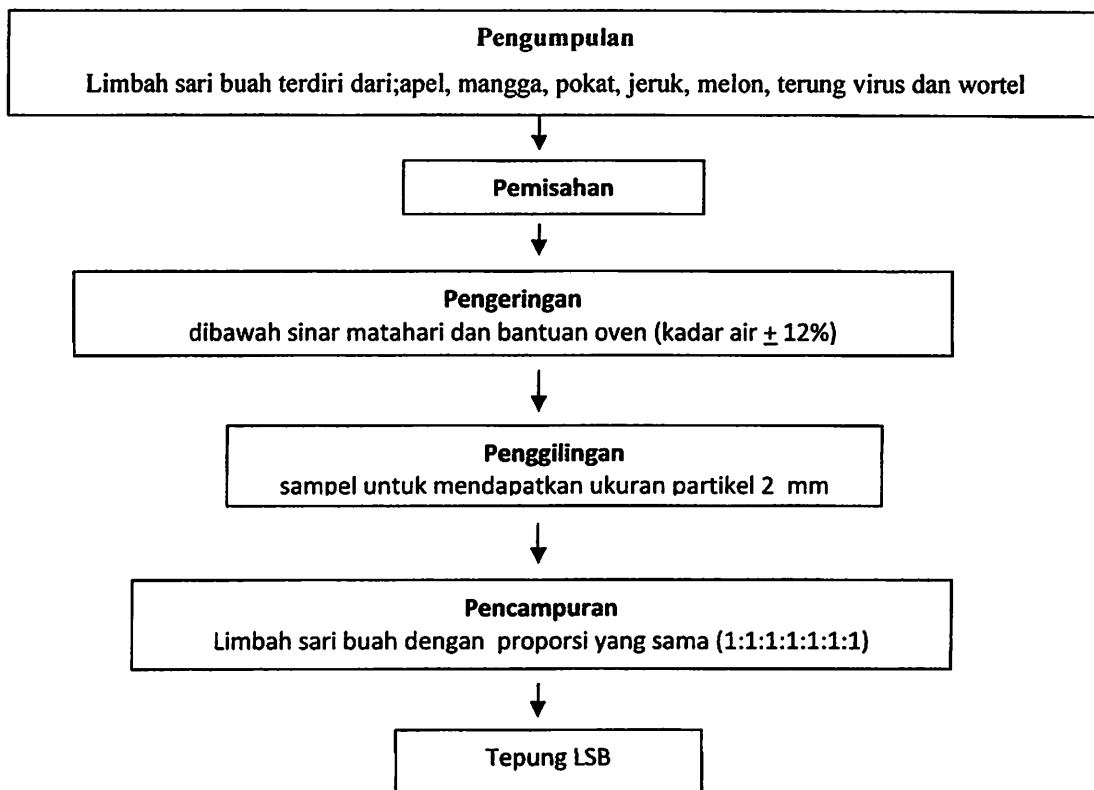 Pengumpulan
Limbah sari buah terdiri dari;apel, mangga, pokat, jeruk, melon, terung virus dan wortel
Pemisahan
Pengeringan
dibawah sinar matahari dan bantuan oven (kadar air ± 12%)
Penggilingan
sampel untuk mendapatkan ukuran partikel 2 mm
Pencampuran
Limbah sari buah dengan proporsi yang sama (1:1:1:1:1:1:1)
Tepung LSB